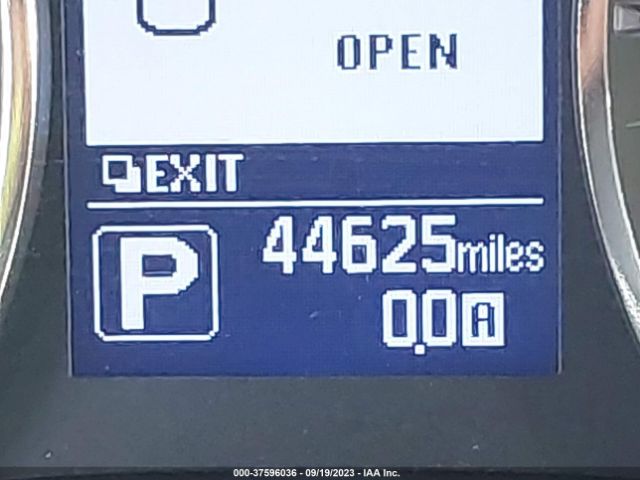 OPEN
EXIT
P
44625miles
0.0A
000-37596036 - 09/19/2023 - IAA Inc.